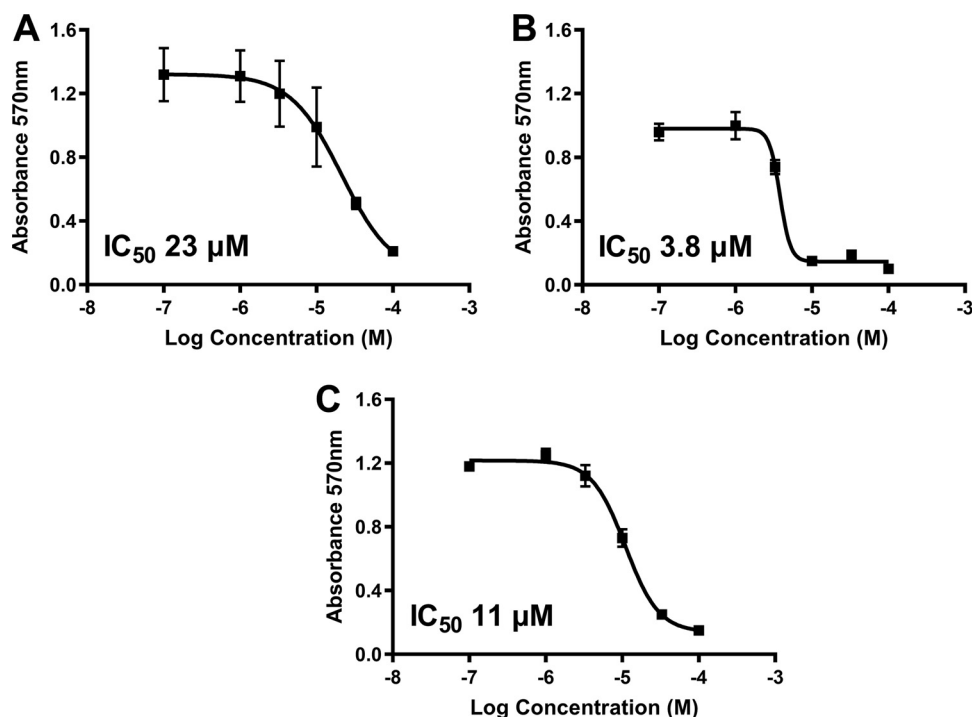 A
Absorbance 570nm
1.6
1.2
0.8
0.4
0.0
IC₅₀ 23 µM
-8 -7 -6 -5 -4 -3
Log Concentration (M)
B
Absorbance 570nm
1.6
1.2
0.8
0.4
0.0
IC₅₀ 3.8 µM
-8 -7 -6 -5 -4 -3
Log Concentration (M)
C
Absorbance 570nm
1.6
1.2
0.8
0.4
0.0
IC₅₀ 11 µM
-8 -7 -6 -5 -4 -3
Log Concentration (M)